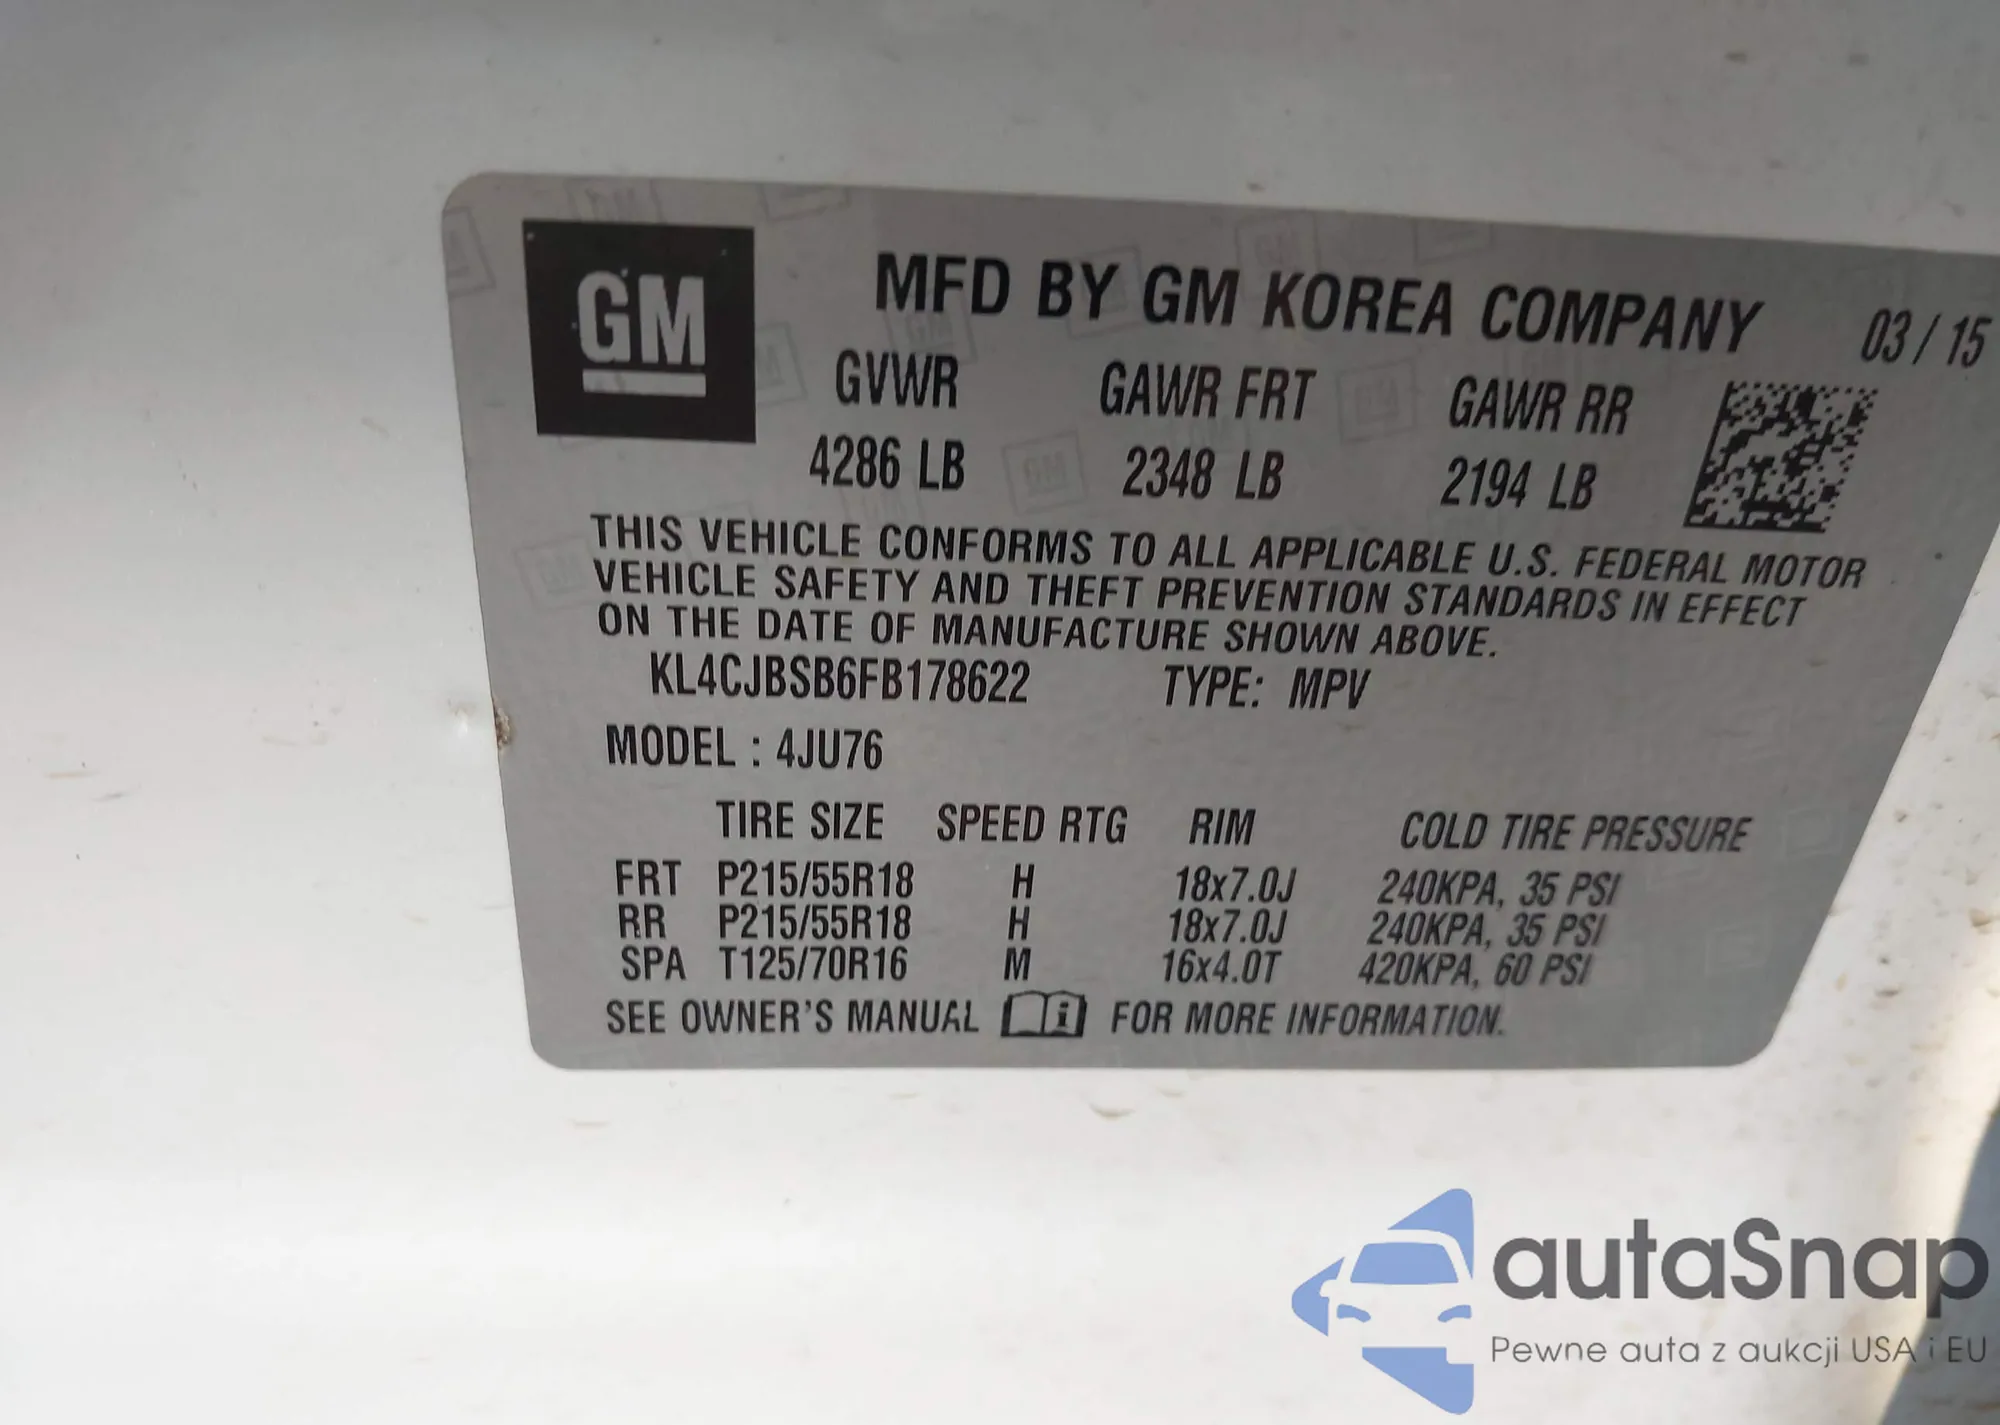 GM
MFD BY GM KOREA COMPANY 03 / 15
GVWR GAWR FRT GAWR RR
4286 LB 2348 LB 2194 LB
THIS VEHICLE CONFORMS TO ALL APPLICABLE U.S. FEDERAL MOTOR
VEHICLE SAFETY AND THEFT PREVENTION STANDARDS IN EFFECT
ON THE DATE OF MANUFACTURE SHOWN ABOVE.
KL4CJBSB6FB178622 TYPE: MPV
MODEL : 4JU76
TIRE SIZE SPEED RTG RIM COLD TIRE PRESSURE
FRT P215/55R18 H 18x7.0J 240KPA, 35 PSI
RR P215/55R18 H 18x7.0J 240KPA, 35 PSI
SPA T125/70R16 M 16x4.0T 420KPA, 60 PSI
SEE OWNER'S MANUAL i FOR MORE INFORMATION.
autaSnap
Pewne auta z aukcji USA i EU